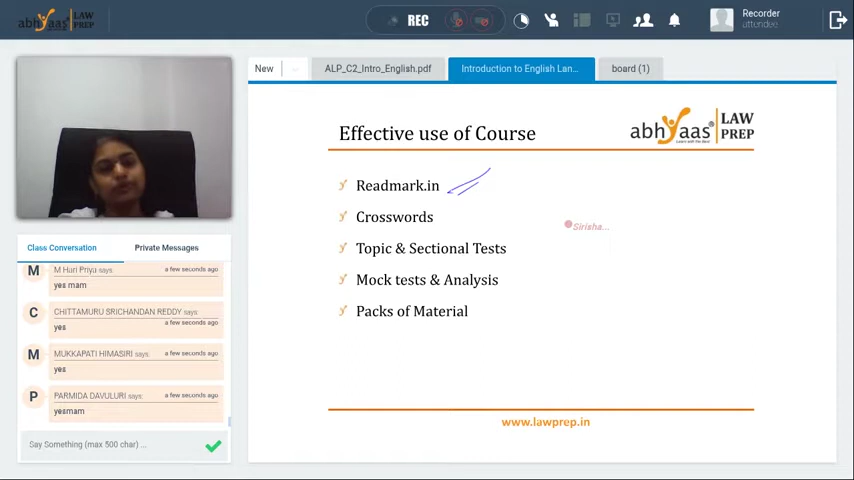 abhyaas LAW PREP
REC
Recorder
attendee
New
ALP_C2_Intro_English.pdf
Introduction to English Lan...
board (1)
Effective use of Course
abhyaas® LAW PREP
Readmark.in
Crosswords
Sirisha...
Topic & Sectional Tests
Mock tests & Analysis
Packs of Material
www.lawprep.in
Class Conversation
Private Messages
M
M Hari Priya says:
a few seconds ago
yes mam
C
CHITTAMURU SRICHANDAN REDDY says:
yes
a few seconds ago
M
MUKKAPATI HIMASIRI says:
a few seconds ago
yes
P
PARMIDA DAVULURI says:
a few seconds ago
yesmam
Say Something (max 500 char) ...